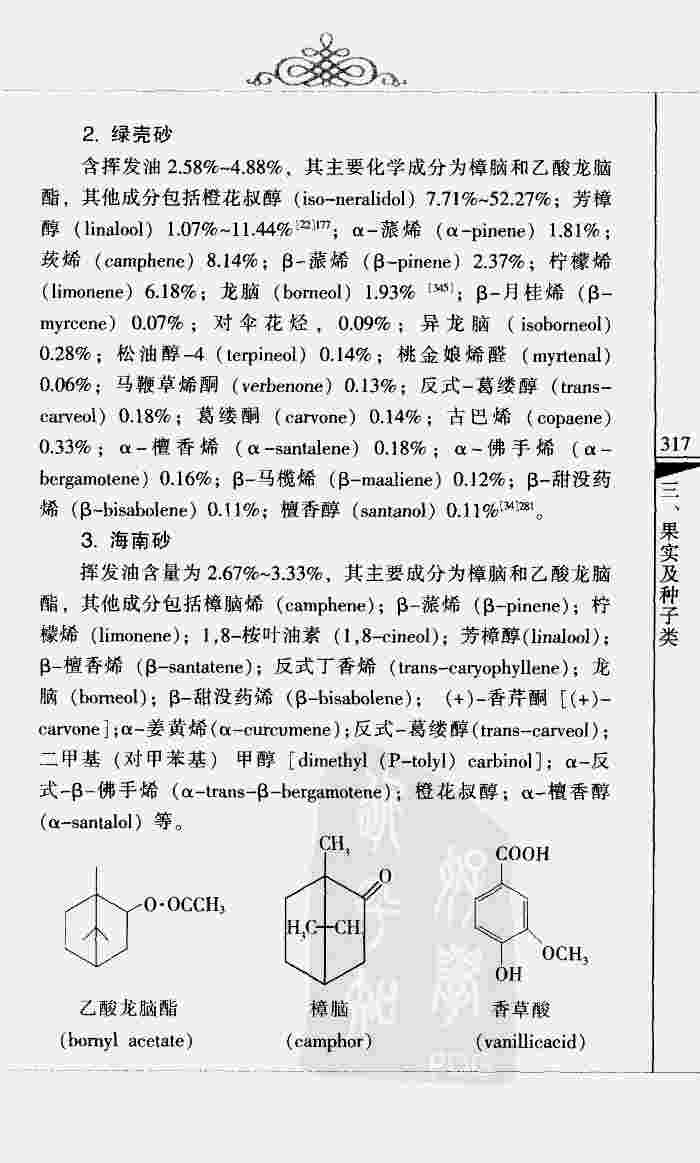 2. 绿壳砂
含挥发油 2.58%~4.88%，其主要化学成分为樟脑和乙酸龙脑
酯，其他成分包括橙花叔醇（iso-neralidol）7.71%~52.27%；芳樟
醇（linalool）1.07%~11.44%[22]177；α-蒎烯（α-pinene）1.81%；
莰烯（camphene）8.14%；β-蒎烯（β-pinene）2.37%；柠檬烯
(limonene) 6.18%；龙脑（borneol）1.93% [345]；β-月桂烯（β-
myrcene）0.07%；对伞花烃，0.09%；异龙脑（isoborneol）
0.28%；松油醇-4（terpineol）0.14%；桃金娘烯醛（myrtenal）
0.06%；马鞭草烯酮（verbenone）0.13%；反式-葛缕醇（trans-
carveol）0.18%；葛缕酮（carvone）0.14%；古巴烯（copaene）
0.33%；α-檀香烯（α-santalene）0.18%；α-佛手烯（α-
bergamotene）0.16%；β-马榄烯（β-maaliene）0.12%；β-甜没药
烯（β-bisabolene）0.11%；檀香醇（santanol）0.11%[34]281。
3. 海南砂
挥发油含量为 2.67%~3.33%，其主要成分为樟脑和乙酸龙脑
酯，其他成分包括樟脑烯（camphene）；β-蒎烯（β-pinene）；柠
檬烯（limonene）；1,8-桉叶油素（1,8-cineol）；芳樟醇(linalool)；
β-檀香烯（β-santatene）；反式丁香烯（trans-caryophyllene）；龙
脑（borneol）；β-甜没药烯（β-bisabolene）；（+)-香芹酮［(+)-
carvone］;α-姜黄烯(α-curcumene);反式-葛缕醇(trans-carveol)；
二甲基（对甲苯基）甲醇［dimethyl (P-tolyl) carbinol］；α-反
式-β-佛手烯（α-trans-β-bergamotene）；橙花叔醇；α-檀香醇
(α-santalol）等。
CH3
O
H3C CH3
O·OCCH3
COOH
OCH3
OH
乙酸龙脑酯
(bornyl acetate)
樟脑
(camphor)
香草酸
(vanillicacid)
317
三、果实及种子类